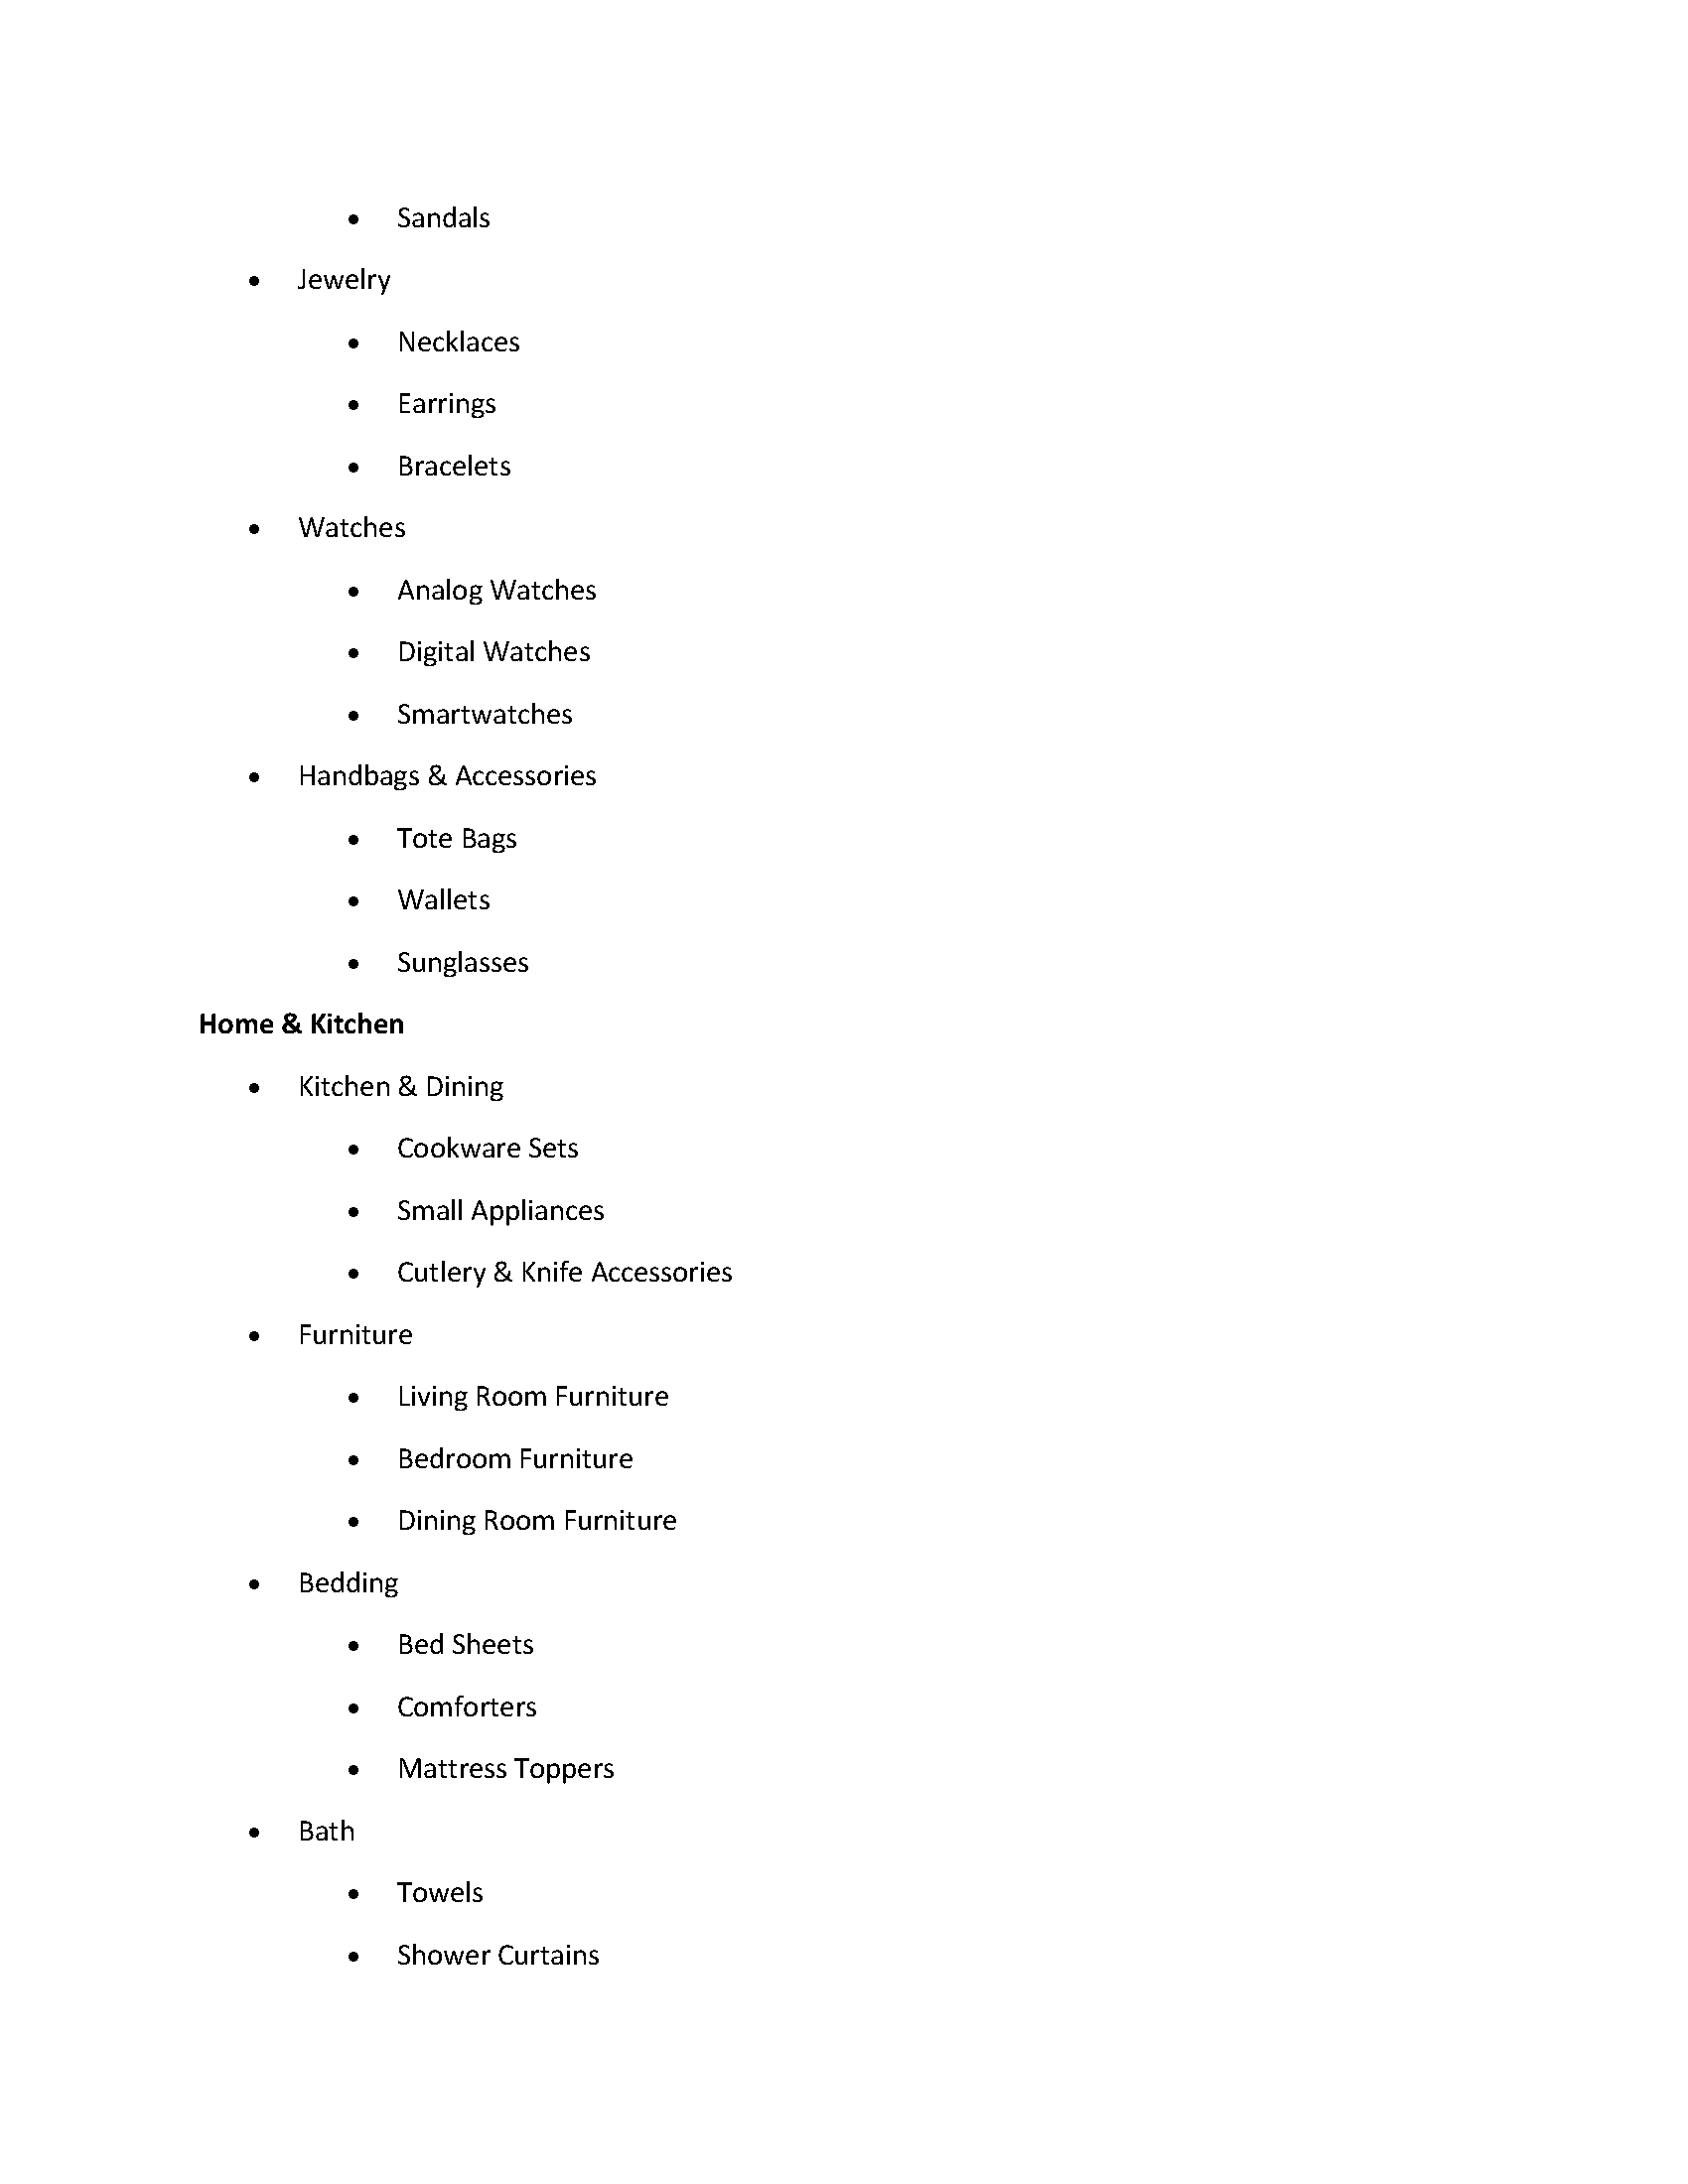 • Sandals
• Jewelry
• Necklaces
• Earrings
• Bracelets
• Watches
• Analog Watches
• Digital Watches
• Smartwatches
• Handbags & Accessories
• Tote Bags
• Wallets
• Sunglasses
Home & Kitchen
• Kitchen & Dining
• Cookware Sets
• Small Appliances
• Cutlery & Knife Accessories
• Furniture
• Living Room Furniture
• Bedroom Furniture
• Dining Room Furniture
• Bedding
• Bed Sheets
• Comforters
• Mattress Toppers
• Bath
• Towels
• Shower Curtains